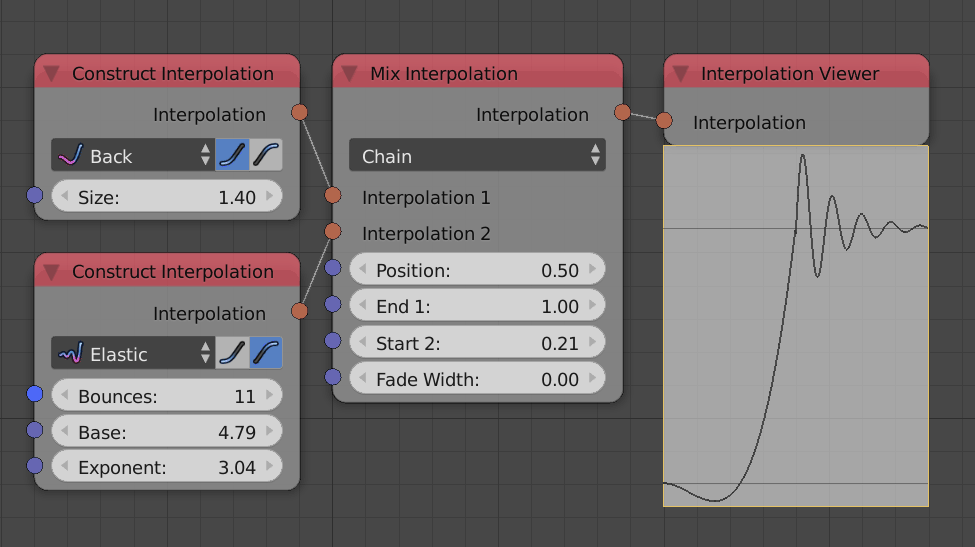 Construct Interpolation
Interpolation
Back
Size: 1.40
Construct Interpolation
Interpolation
Elastic
Bounces: 11
Base: 4.79
Exponent: 3.04
Mix Interpolation
Interpolation
Chain
Interpolation 1
Interpolation 2
Position: 0.50
End 1: 1.00
Start 2: 0.21
Fade Width: 0.00
Interpolation Viewer
Interpolation